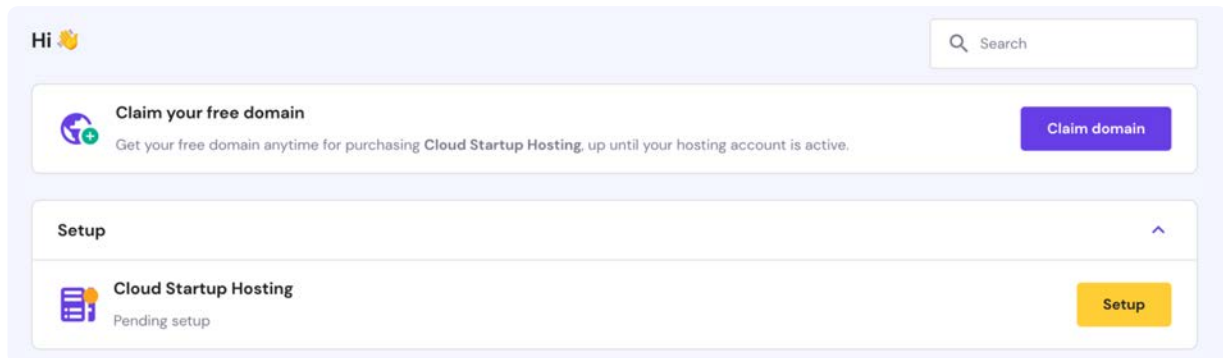 Hi 👋
Search
Claim your free domain
Get your free domain anytime for purchasing Cloud Startup Hosting, up until your hosting account is active.
Claim domain
Setup
Cloud Startup Hosting
Pending setup
Setup